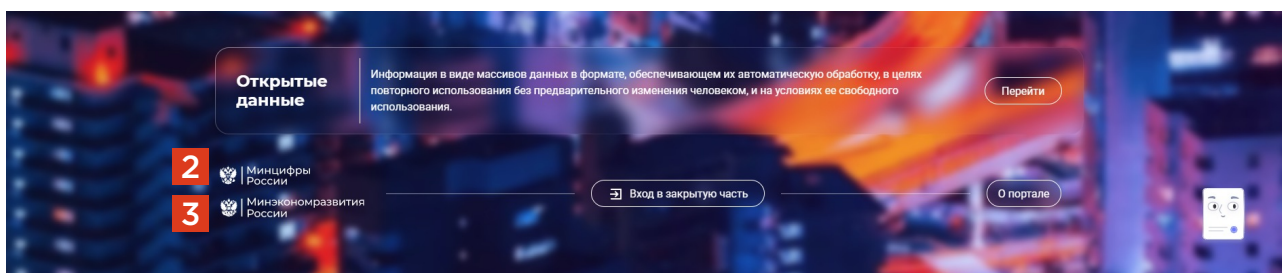 Открытые
данные
Информация в виде массивов данных в формате, обеспечивающем их автоматическую обработку, в целях
повторного использования без предварительного изменения человеком, и на условиях ее свободного
использования.
Перейти
2
Минцифры
России
3
Минэкономразвития
России
Вход в закрытую часть
О портале